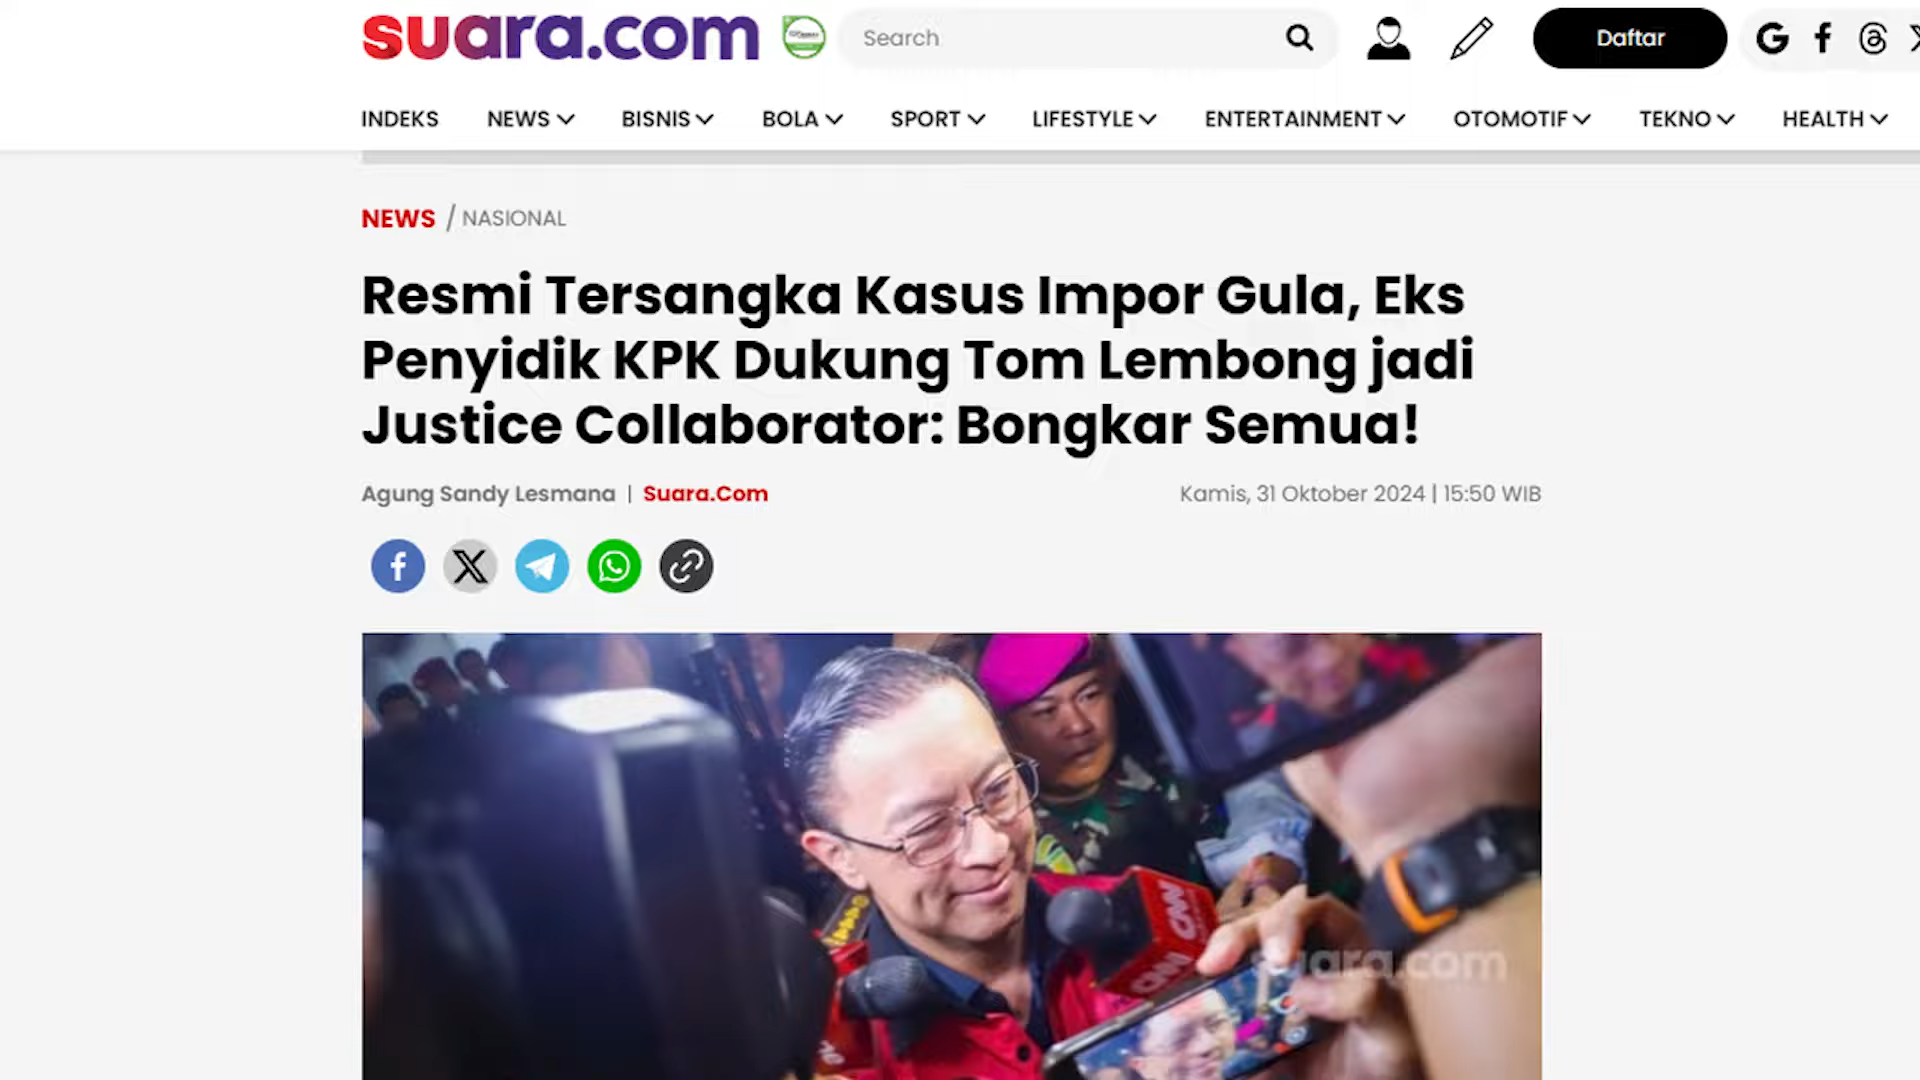 suara.com
Search
Daftar
INDEKS NEWS BISNIS BOLA SPORT LIFESTYLE ENTERTAINMENT OTOMOTIF TEKNO HEALTH
NEWS / NASIONAL
Resmi Tersangka Kasus Impor Gula, Eks
Penyidik KPK Dukung Tom Lembong jadi
Justice Collaborator: Bongkar Semua!
Agung Sandy Lesmana | Suara.Com
Kamis, 31 Oktober 2024 | 15:50 WIB
CNN
CNN
suara.com